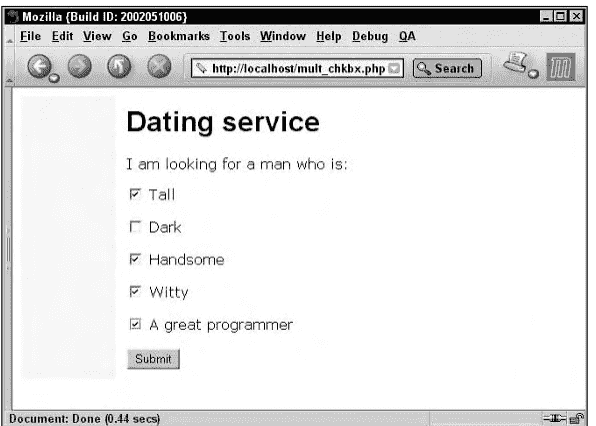 Mozilla {Build ID: 2002051006}
File Edit View Go Bookmarks Tools Window Help Debug QA
http://localhost/mult_chkbx.php Search
Dating service
I am looking for a man who is:
Tall
Dark
Handsome
Witty
A great programmer
Submit
Document: Done (0.44 secs)